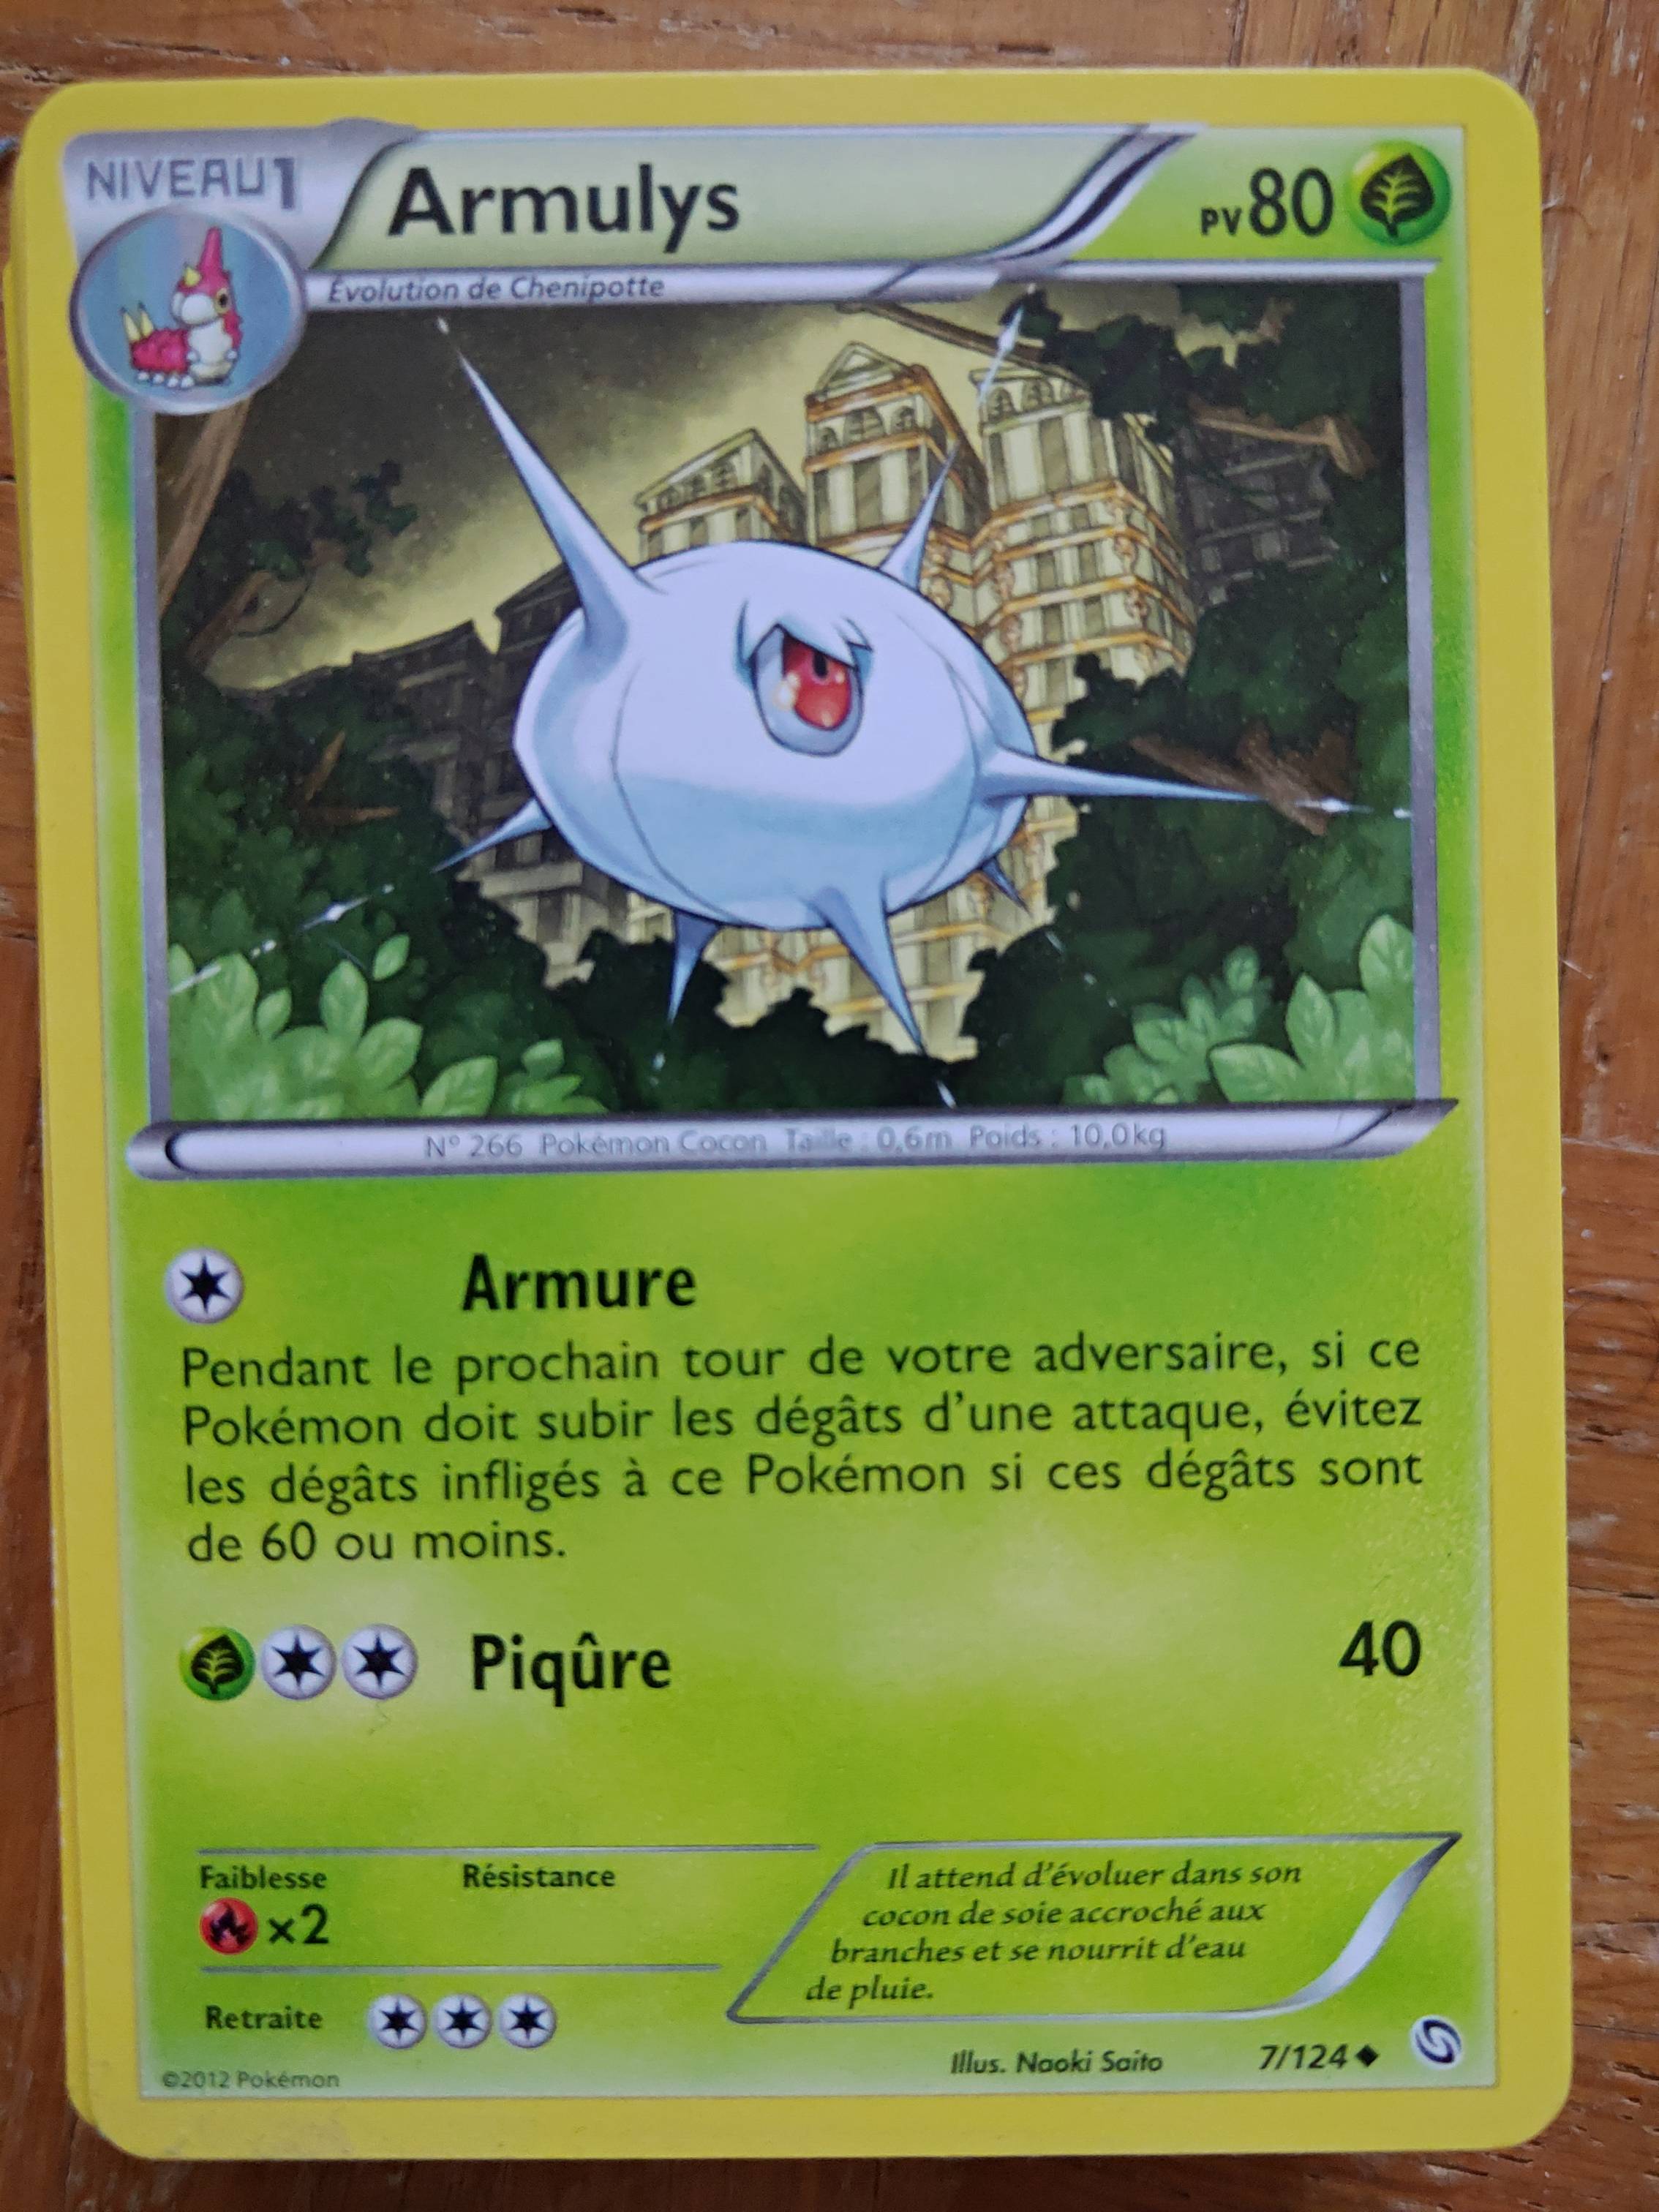 NIVEAU 1
Armulys
PV 80
Évolution de Chenipotte
N° 266 Pokémon Cocon Taille : 0,6m Poids : 10,0kg
Armure
Pendant le prochain tour de votre adversaire, si ce
Pokémon doit subir les dégâts d'une attaque, évitez
les dégâts infligés à ce Pokémon si ces dégâts sont
de 60 ou moins.
Piqûre 40
Faiblesse Résistance
×2
Il attend d'évoluer dans son
cocon de soie accroché aux
branches et se nourrit d'eau
de pluie.
Retraite
Illus. Naoki Saito 7/124
©2012 Pokémon